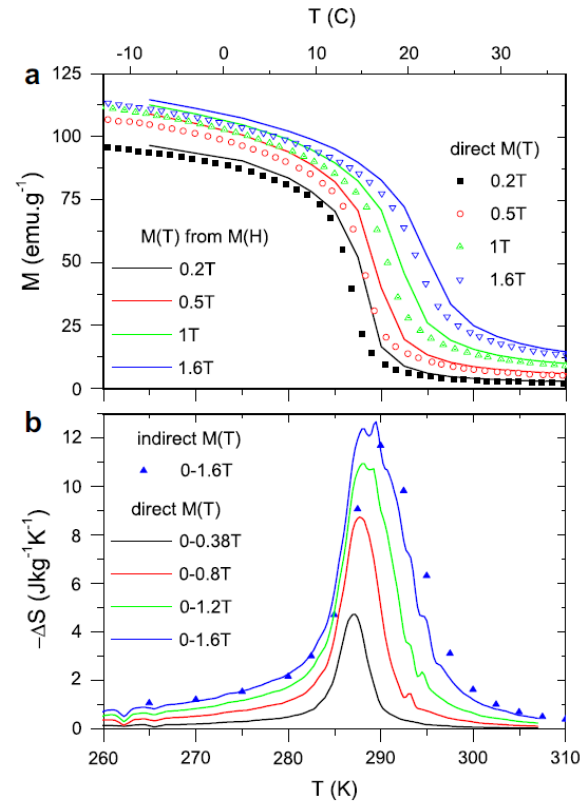 T (C)
-10 0 10 20 30
a
125
100
75
50
25
0
M (emu.g⁻¹)
direct M(T)
0.2T
0.5T
1T
1.6T
M(T) from M(H)
0.2T
0.5T
1T
1.6T
b
12
10
8
6
4
2
0
-ΔS (Jkg⁻¹K⁻¹)
indirect M(T)
0-1.6T
direct M(T)
0-0.38T
0-0.8T
0-1.2T
0-1.6T
260 270 280 290 300 310
T (K)